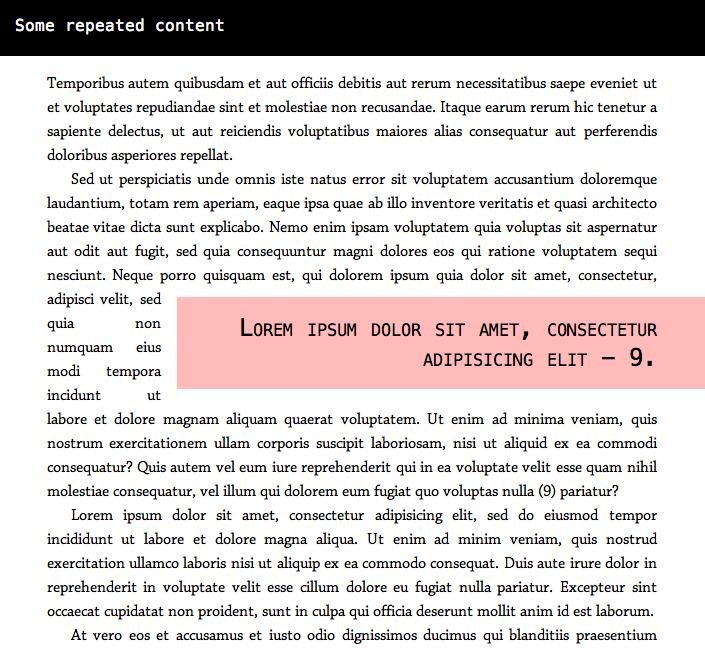 Some repeated content
Temporibus autem quibusdam et aut officiis debitis aut rerum necessitatibus saepe eveniet ut
et voluptates repudiandae sint et molestiae non recusandae. Itaque earum rerum hic tenetur a
sapiente delectus, ut aut reiciendis voluptatibus maiores alias consequatur aut perferendis
doloribus asperiores repellat.
Sed ut perspiciatis unde omnis iste natus error sit voluptatem accusantium doloremque
laudantium, totam rem aperiam, eaque ipsa quae ab illo inventore veritatis et quasi architecto
beatae vitae dicta sunt explicabo. Nemo enim ipsam voluptatem quia voluptas sit aspernatur
aut odit aut fugit, sed quia consequuntur magni dolores eos qui ratione voluptatem sequi
nesciunt. Neque porro quisquam est, qui dolorem ipsum quia dolor sit amet, consectetur,
adipisci velit, sed
quia non
numquam eius
modi tempora
incidunt ut
Lorem ipsum dolor sit amet, consectetur
adipisicing elit – 9.
labore et dolore magnam aliquam quaerat voluptatem. Ut enim ad minima veniam, quis
nostrum exercitationem ullam corporis suscipit laboriosam, nisi ut aliquid ex ea commodi
consequatur? Quis autem vel eum iure reprehenderit qui in ea voluptate velit esse quam nihil
molestiae consequatur, vel illum qui dolorem eum fugiat quo voluptas nulla (9) pariatur?
Lorem ipsum dolor sit amet, consectetur adipisicing elit, sed do eiusmod tempor
incididunt ut labore et dolore magna aliqua. Ut enim ad minim veniam, quis nostrud
exercitation ullamco laboris nisi ut aliquip ex ea commodo consequat. Duis aute irure dolor in
reprehenderit in voluptate velit esse cillum dolore eu fugiat nulla pariatur. Excepteur sint
occaecat cupidatat non proident, sunt in culpa qui officia deserunt mollit anim id est laborum.
At vero eos et accusamus et iusto odio dignissimos ducimus qui blanditiis praesentium